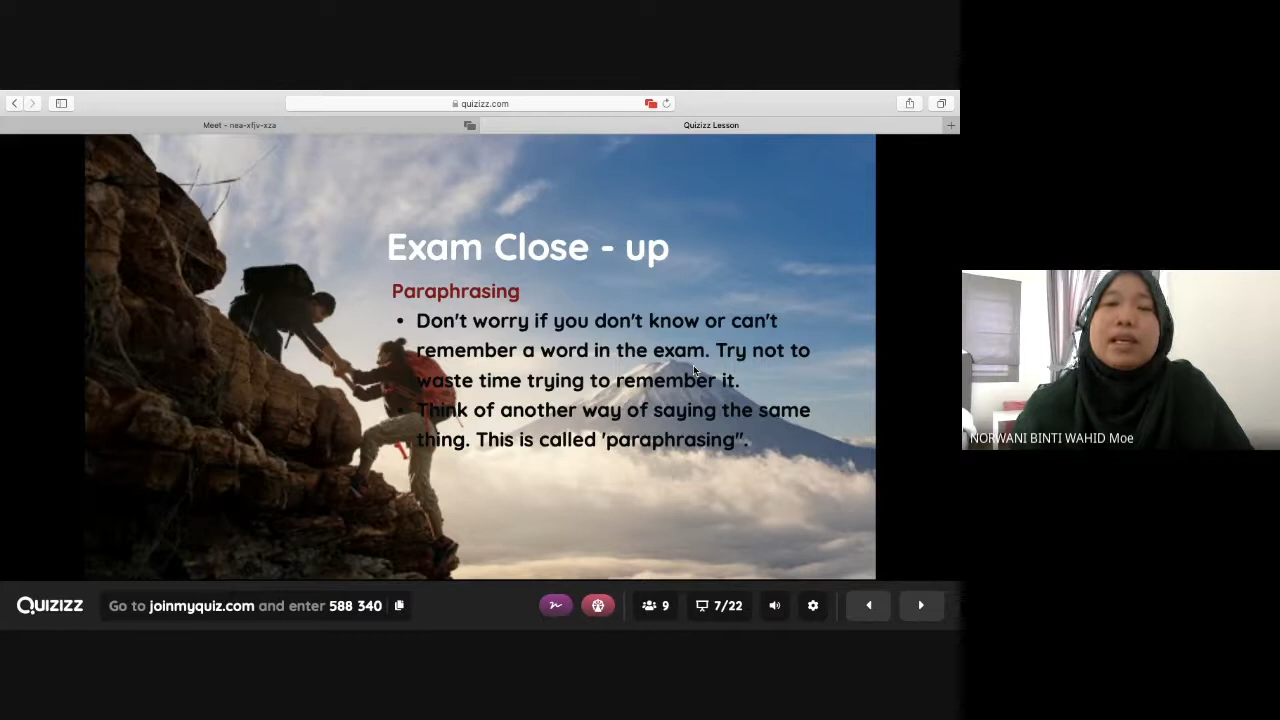 quizizz.com
Meet - nea-xfjv-xza
Quizizz Lesson
Exam Close - up
Paraphrasing
• Don't worry if you don't know or can't
remember a word in the exam. Try not to
waste time trying to remember it.
• Think of another way of saying the same
thing. This is called 'paraphrasing".
NORWANI BINTI WAHID Moe
QUIZIZZ
Go to joinmyquiz.com and enter 588 340
9
7/22